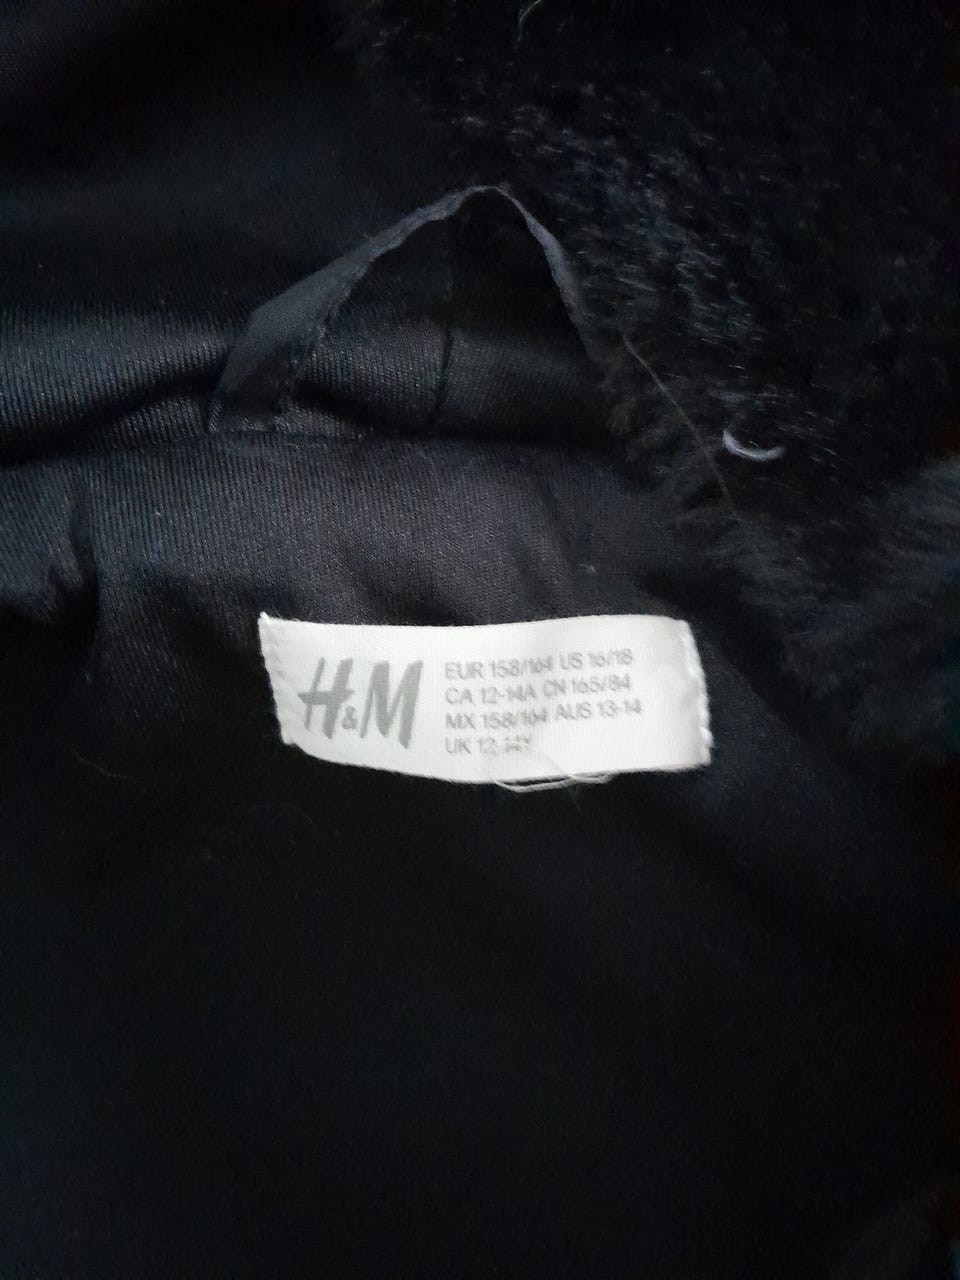 H&M
EUR 158/164 US 16/18
CA 12-14A CN 165/84
MX 158/164 AUS 13-14
UK 12-14Y